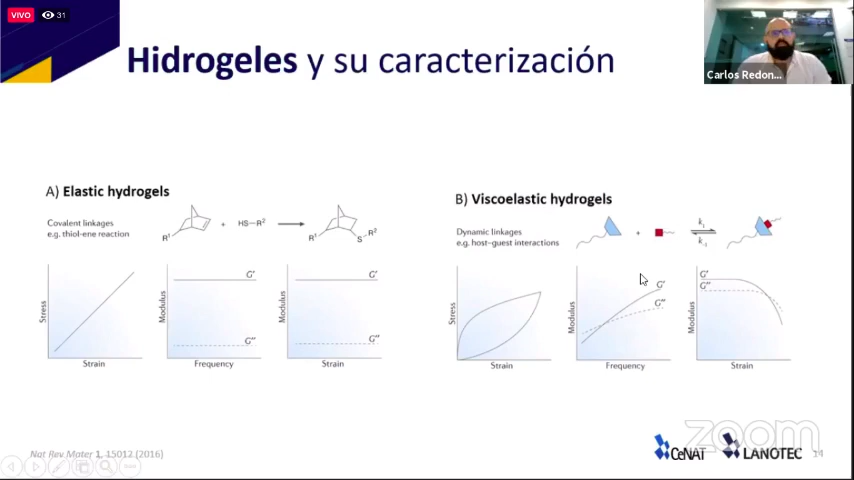 VIVO
31
Hidrogeles y su caracterización
Carlos Redon...
A) Elastic hydrogels
Covalent linkages
e.g. thiol-ene reaction
R¹
+
HS—R²
R¹
S
R²
Stress
Strain
Modulus
G'
G''
Frequency
Modulus
G'
G''
Strain
B) Viscoelastic hydrogels
Dynamic linkages
e.g. host–guest interactions
+
k₁
k₋₁
Stress
Strain
Modulus
G'
G''
Frequency
Modulus
G'
G''
Strain
Nat Rev Mater 1, 15012 (2016)
CeNAT
LANOTEC
zoom
14